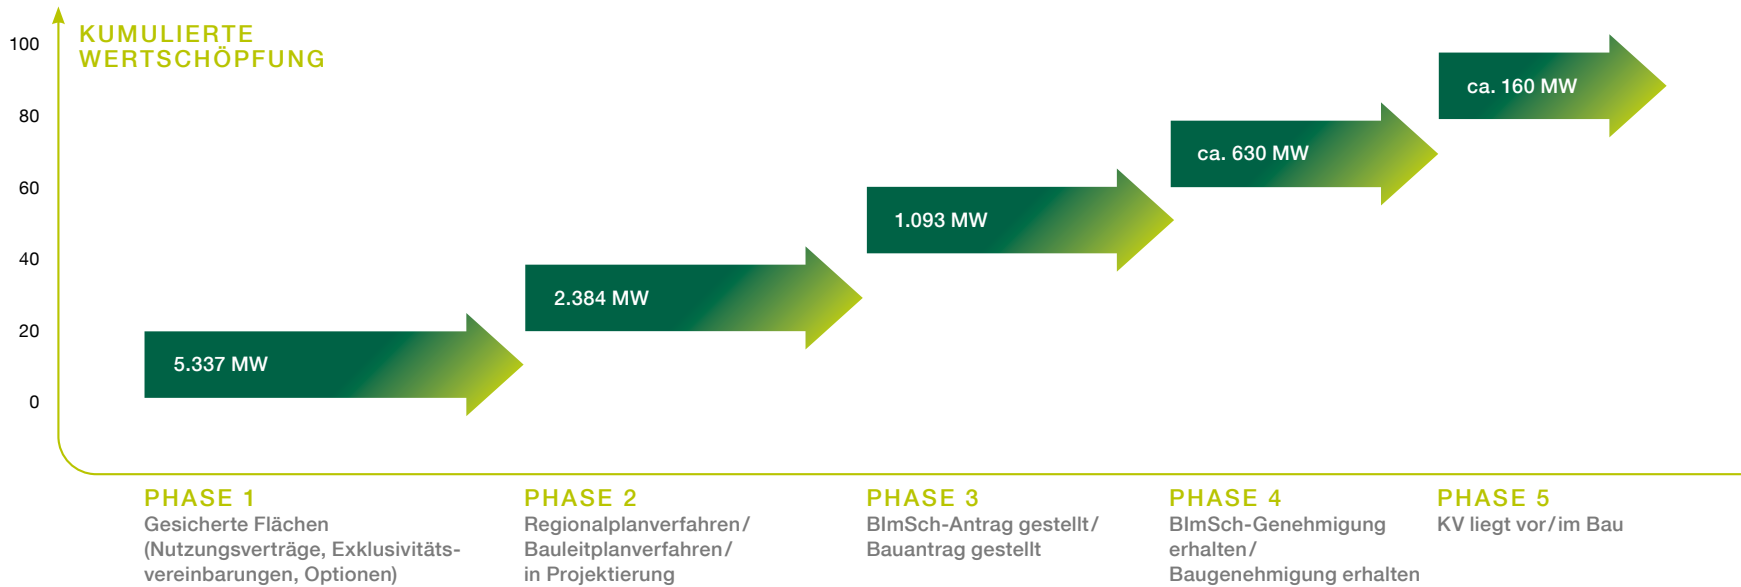 KUMULIERTE
WERTSCHÖPFUNG
100
80
60
40
20
0
5.337 MW
2.384 MW
1.093 MW
ca. 630 MW
ca. 160 MW
PHASE 1
Gesicherte Flächen
(Nutzungsverträge, Exklusivitäts-
vereinbarungen, Optionen)
PHASE 2
Regionalplanverfahren/
Bauleitplanverfahren/
in Projektierung
PHASE 3
BImSch-Antrag gestellt/
Bauantrag gestellt
PHASE 4
BImSch-Genehmigung
erhalten/
Baugenehmigung erhalten
PHASE 5
KV liegt vor/im Bau